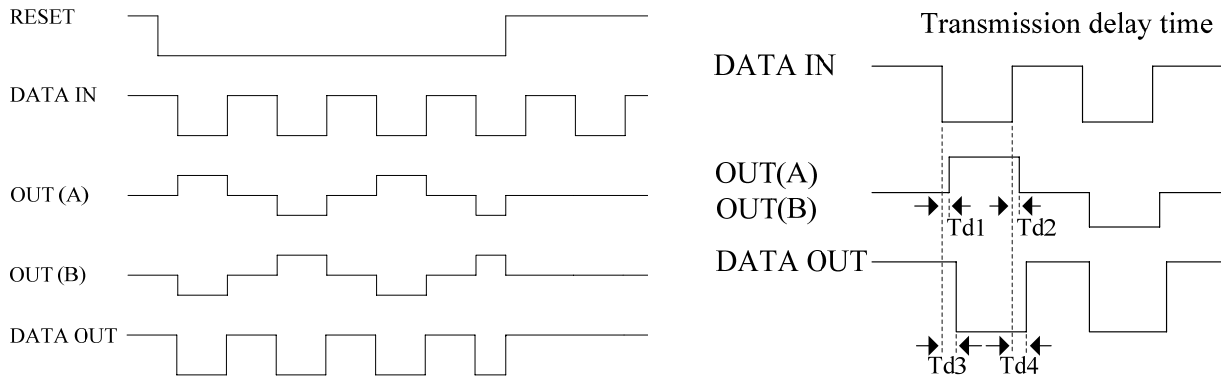 RESET
DATA IN
OUT (A)
OUT (B)
DATA OUT
Transmission delay time
DATA IN
OUT(A)
OUT(B)
Td1
Td2
DATA OUT
Td3
Td4